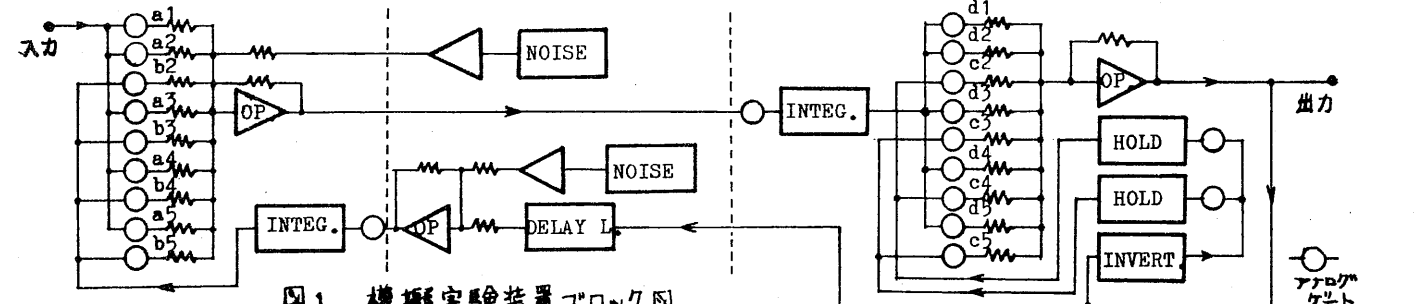 入力
a1
a2
b2
a3
b3
a4
b4
a5
b5
OP
NOISE
NOISE
INTEG.
OP
DELAY L.
INTEG.
d1
d2
c2
d3
c3
d4
c4
d5
c5
OP
出力
HOLD
HOLD
INVERT.
アナログ
ゲート
図1 模擬実験装置ブロック図